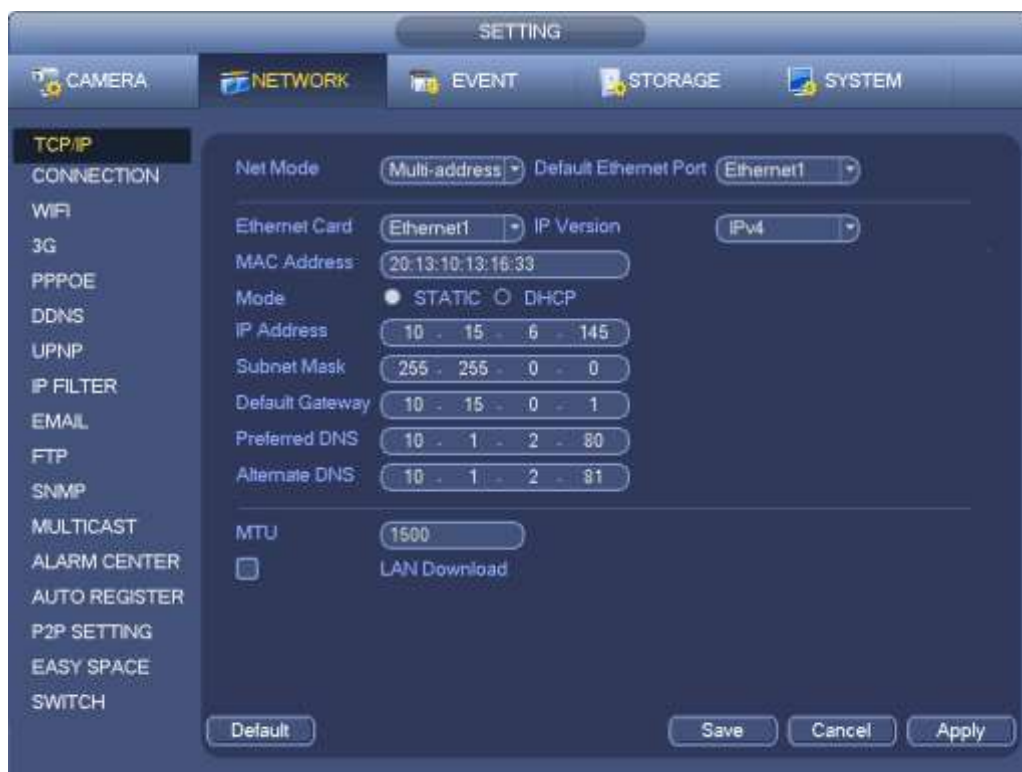 SETTING
CAMERA NETWORK EVENT STORAGE SYSTEM
TCP/IP
CONNECTION
WIFI
3G
PPPOE
DDNS
UPNP
IP FILTER
EMAIL
FTP
SNMP
MULTICAST
ALARM CENTER
AUTO REGISTER
P2P SETTING
EASY SPACE
SWITCH
Net Mode Multi-address Default Ethernet Port Ethernet1
Ethernet Card Ethernet1 IP Version IPv4
MAC Address 20:13:10:13:16:33
Mode STATIC DHCP
IP Address 10 . 15 . 6 . 145
Subnet Mask 255 . 255 . 0 . 0
Default Gateway 10 . 15 . 0 . 1
Preferred DNS 10 . 1 . 2 . 80
Alternate DNS 10 . 1 . 2 . 81
MTU 1500
LAN Download
Default Save Cancel Apply